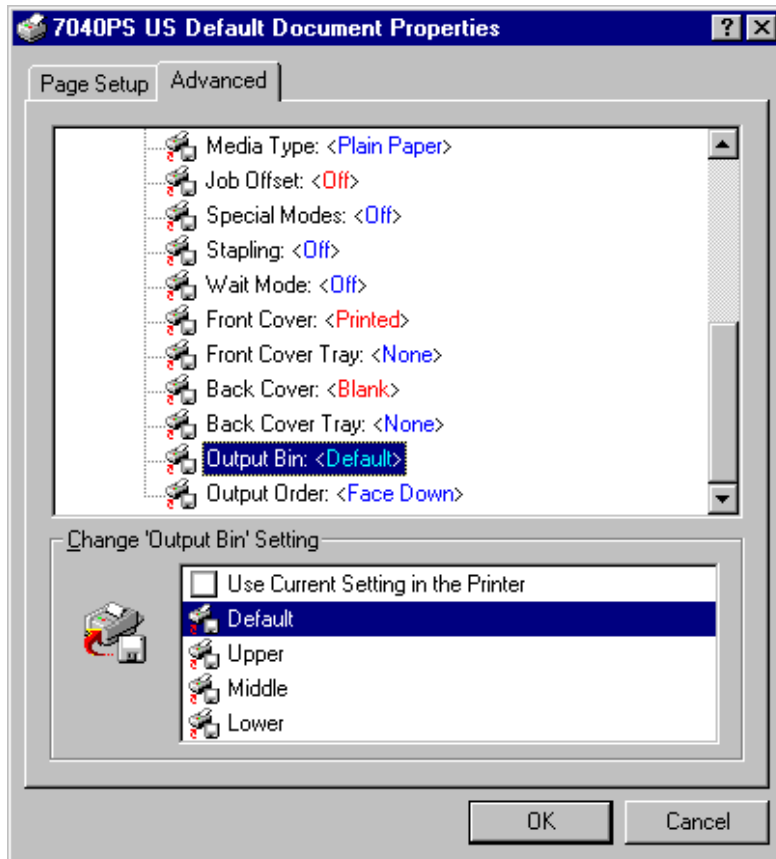 7040PS US Default Document Properties
Page Setup
Advanced
Media Type: <Plain Paper>
Job Offset: <Off>
Special Modes: <Off>
Stapling: <Off>
Wait Mode: <Off>
Front Cover: <Printed>
Front Cover Tray: <None>
Back Cover: <Blank>
Back Cover Tray: <None>
Output Bin: <Default>
Output Order: <Face Down>
Change 'Output Bin' Setting
Use Current Setting in the Printer
Default
Upper
Middle
Lower
OK
Cancel